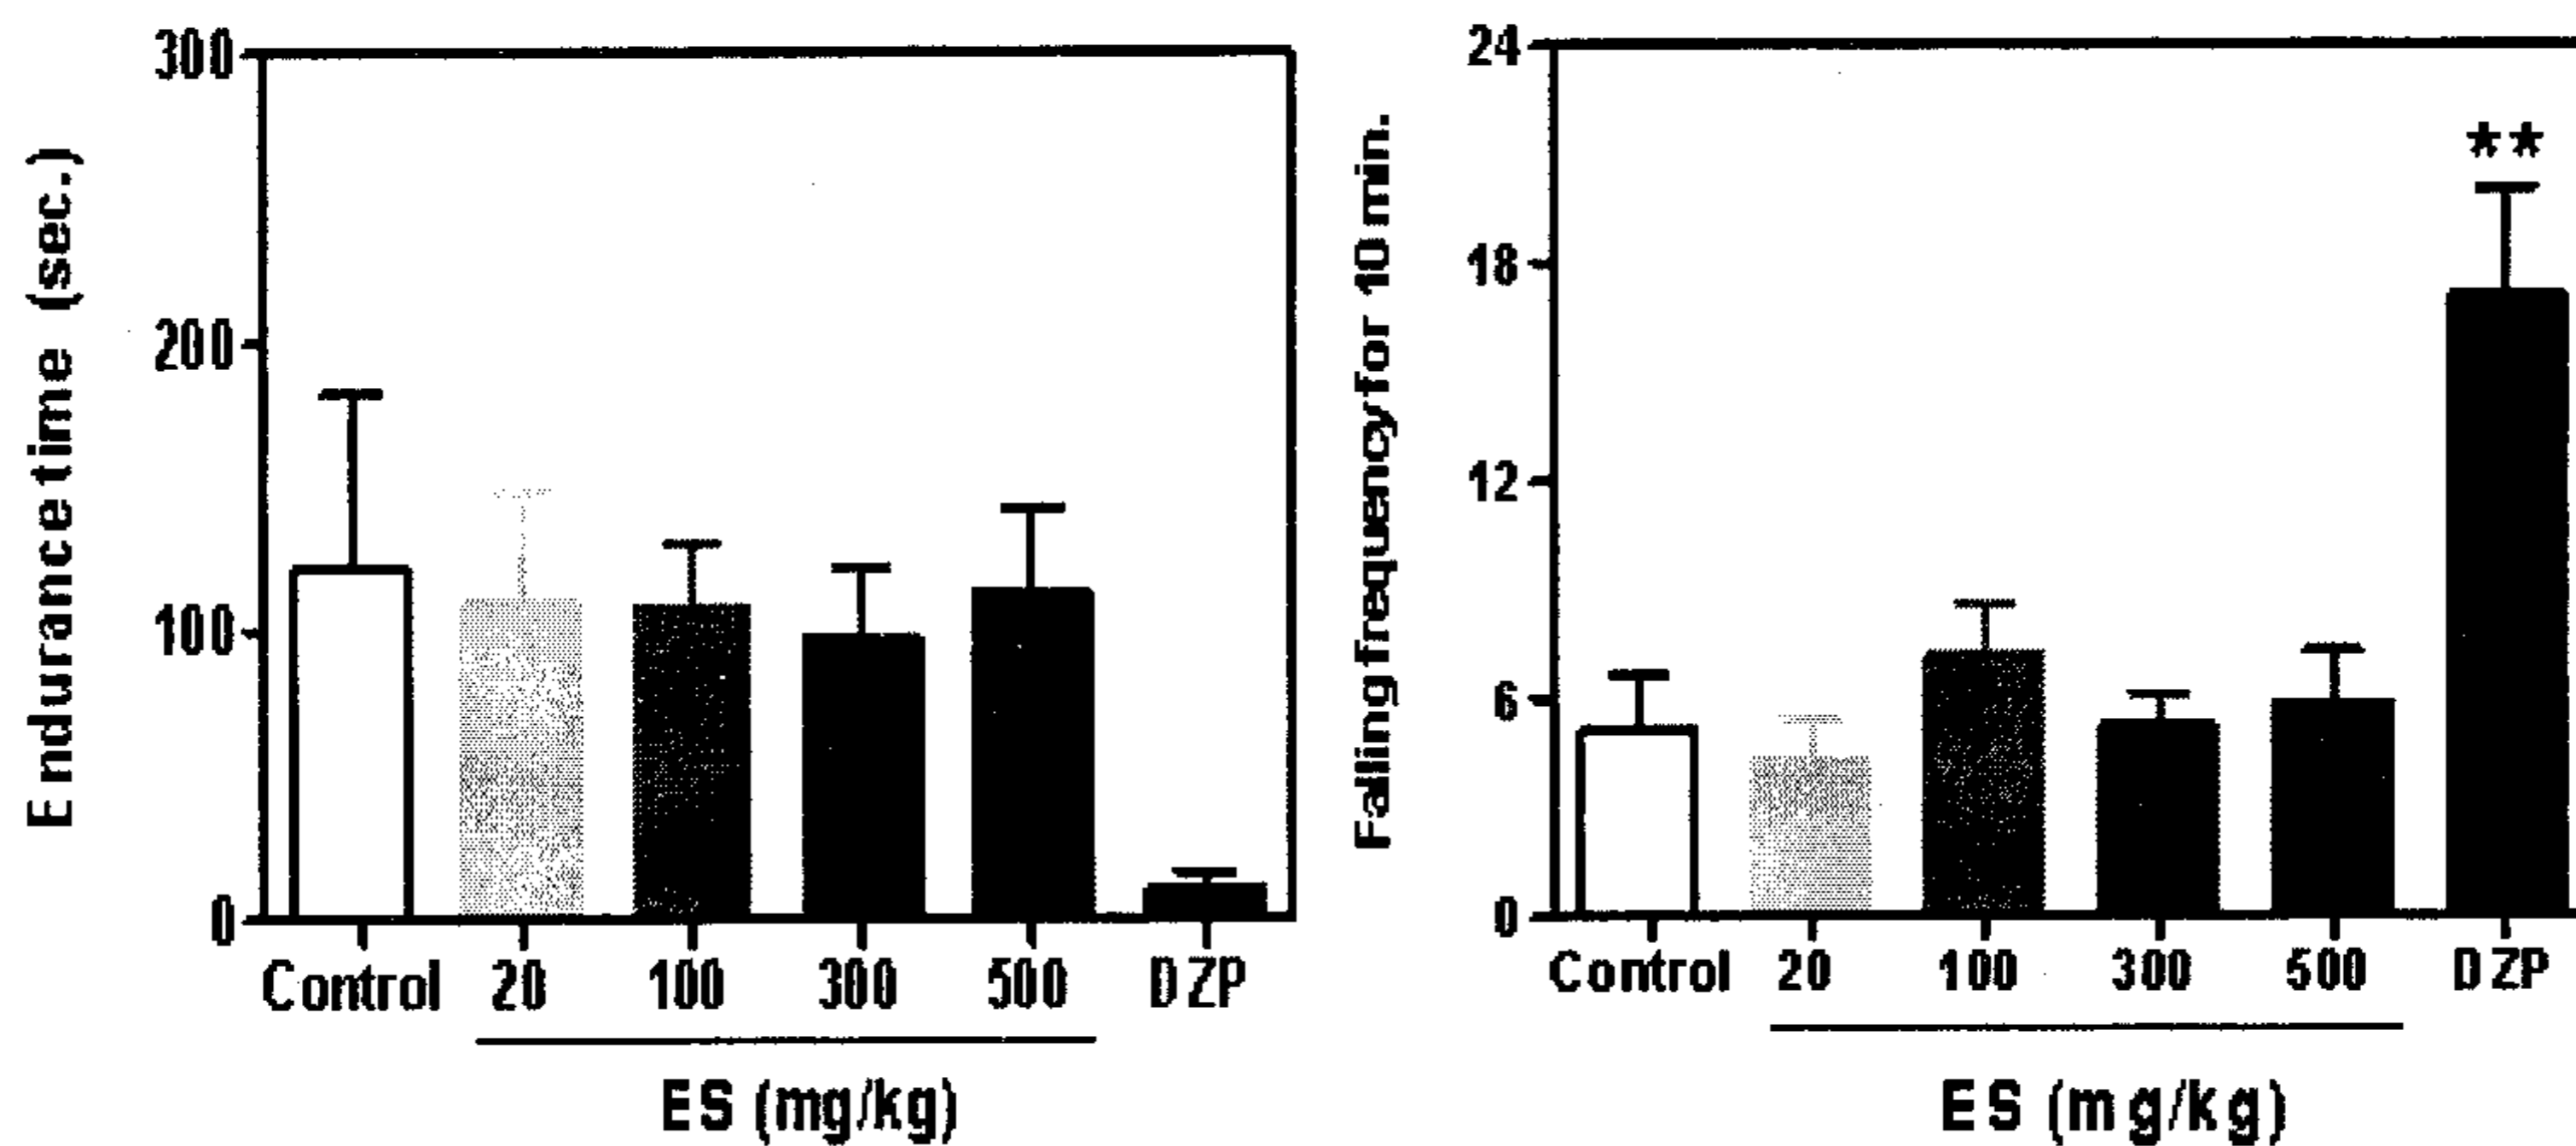 Endurance time (sec.)
300
200
100
0
Control 20 100 300 500 DZP
ES (mg/kg)
Falling frequency for 10 min.
24
18
12
6
0
**
Control 20 100 300 500 DZP
ES (mg/kg)